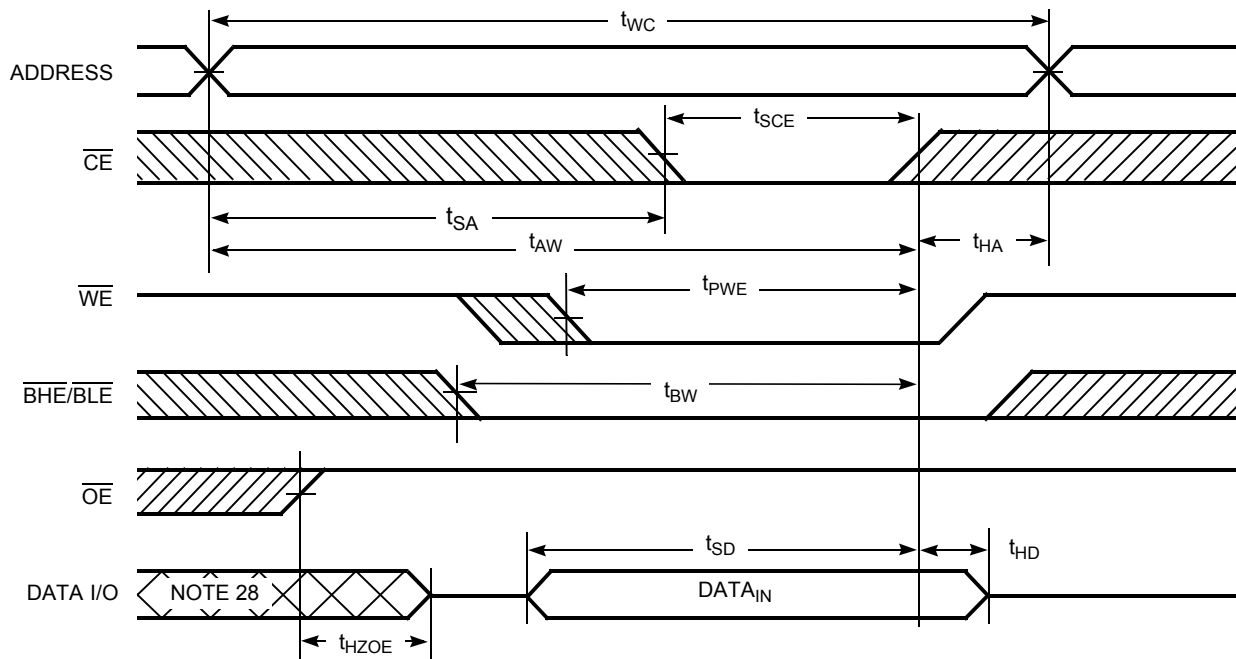 tWC
ADDRESS
tSCE
CE
tSA
tAW
tHA
WE
tPWE
BHE/BLE
tBW
OE
tSD
tHD
DATA I/O
NOTE 28
DATAIN
tHZOE